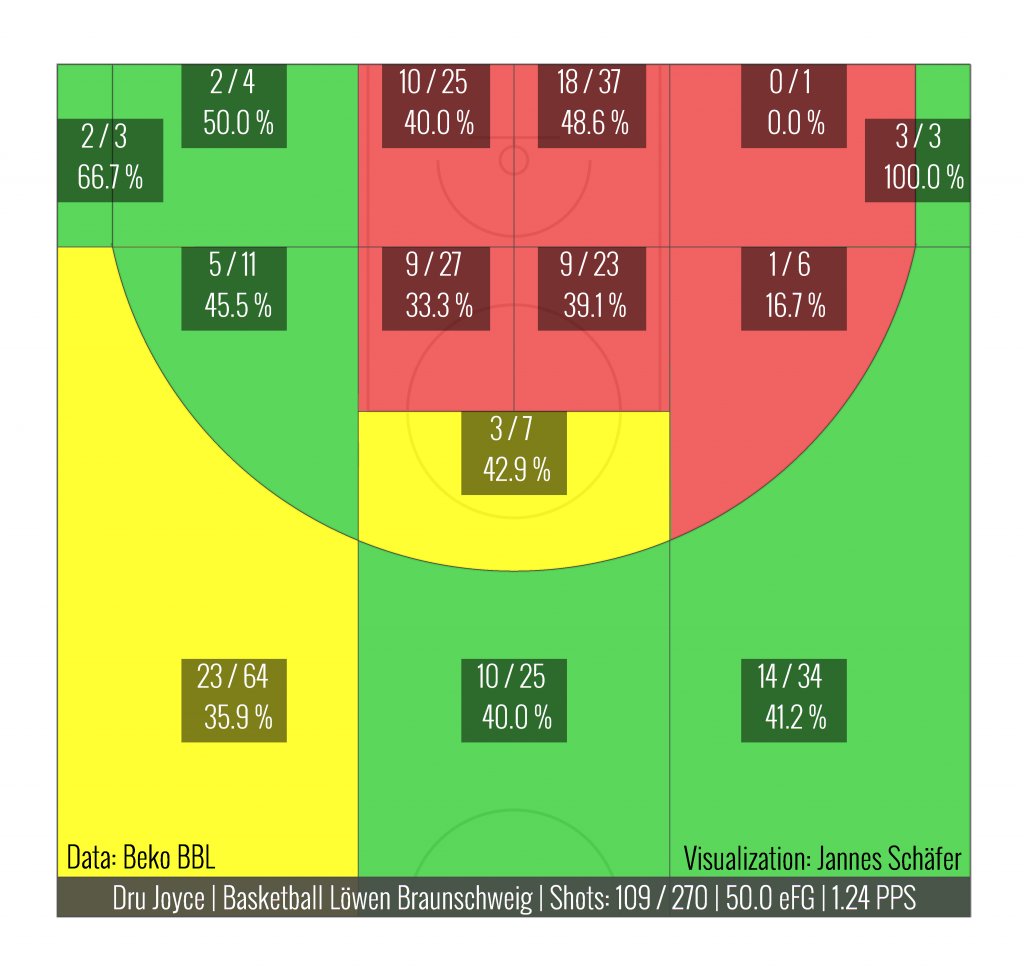 2 / 4
50.0 %
10 / 25
40.0 %
18 / 37
48.6 %
0 / 1
0.0 %
2 / 3
66.7 %
3 / 3
100.0 %
5 / 11
45.5 %
9 / 27
33.3 %
9 / 23
39.1 %
1 / 6
16.7 %
3 / 7
42.9 %
23 / 64
35.9 %
10 / 25
40.0 %
14 / 34
41.2 %
Data: Beko BBL
Visualization: Jannes Schäfer
Dru Joyce | Basketball Löwen Braunschweig | Shots: 109 / 270 | 50.0 eFG | 1.24 PPS